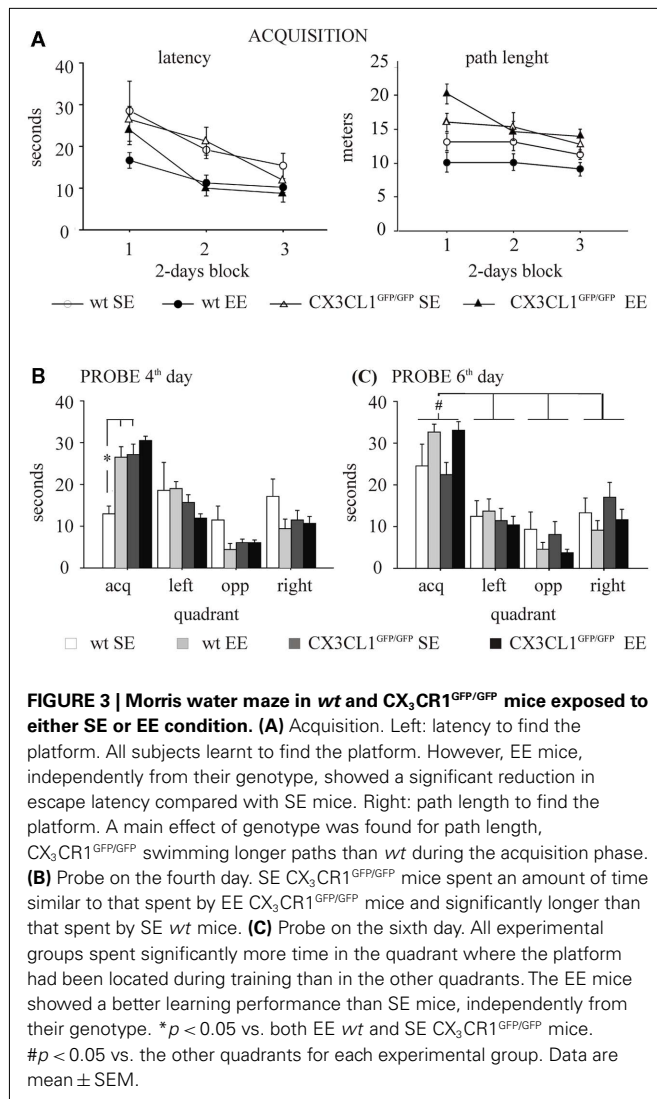 A
ACQUISITION
latency
path lenght
40
30
20
10
0
seconds
1 2 3
2-days block
25
20
15
10
5
0
meters
1 2 3
2-days block
wt SE wt EE CX3CL1GFP/GFP SE CX3CL1GFP/GFP EE
B PROBE 4th day
40
30
20
10
0
seconds
*
acq left opp right
quadrant
(C) PROBE 6th day
40
30
20
10
0
seconds
#
acq left opp right
quadrant
wt SE wt EE CX3CL1GFP/GFP SE CX3CL1GFP/GFP EE
FIGURE 3 | Morris water maze in wt and CX3CR1GFP/GFP mice exposed to
either SE or EE condition. (A) Acquisition. Left: latency to find the
platform. All subjects learnt to find the platform. However, EE mice,
independently from their genotype, showed a significant reduction in
escape latency compared with SE mice. Right: path length to find the
platform. A main effect of genotype was found for path length,
CX3CR1GFP/GFP swimming longer paths than wt during the acquisition phase.
(B) Probe on the fourth day. SE CX3CR1GFP/GFP mice spent an amount of time
similar to that spent by EE CX3CR1GFP/GFP mice and significantly longer than
that spent by SE wt mice. (C) Probe on the sixth day. All experimental
groups spent significantly more time in the quadrant where the platform
had been located during training than in the other quadrants. The EE mice
showed a better learning performance than SE mice, independently from
their genotype. *p < 0.05 vs. both EE wt and SE CX3CR1GFP/GFP mice.
#p < 0.05 vs. the other quadrants for each experimental group. Data are
mean ± SEM.